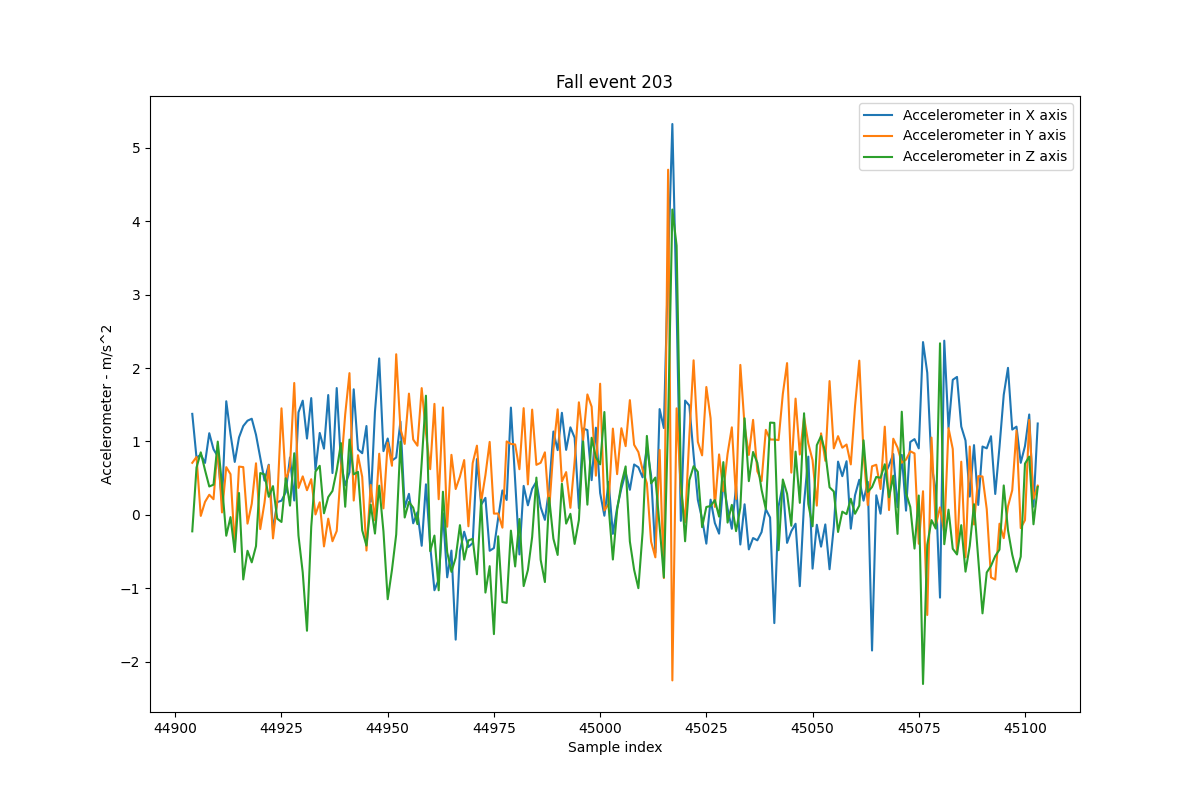 Fall event 203
Accelerometer in X axis
Accelerometer in Y axis
Accelerometer in Z axis
Accelerometer - m/s^2
5
4
3
2
1
0
−1
−2
44900 44925 44950 44975 45000 45025 45050 45075 45100
Sample index